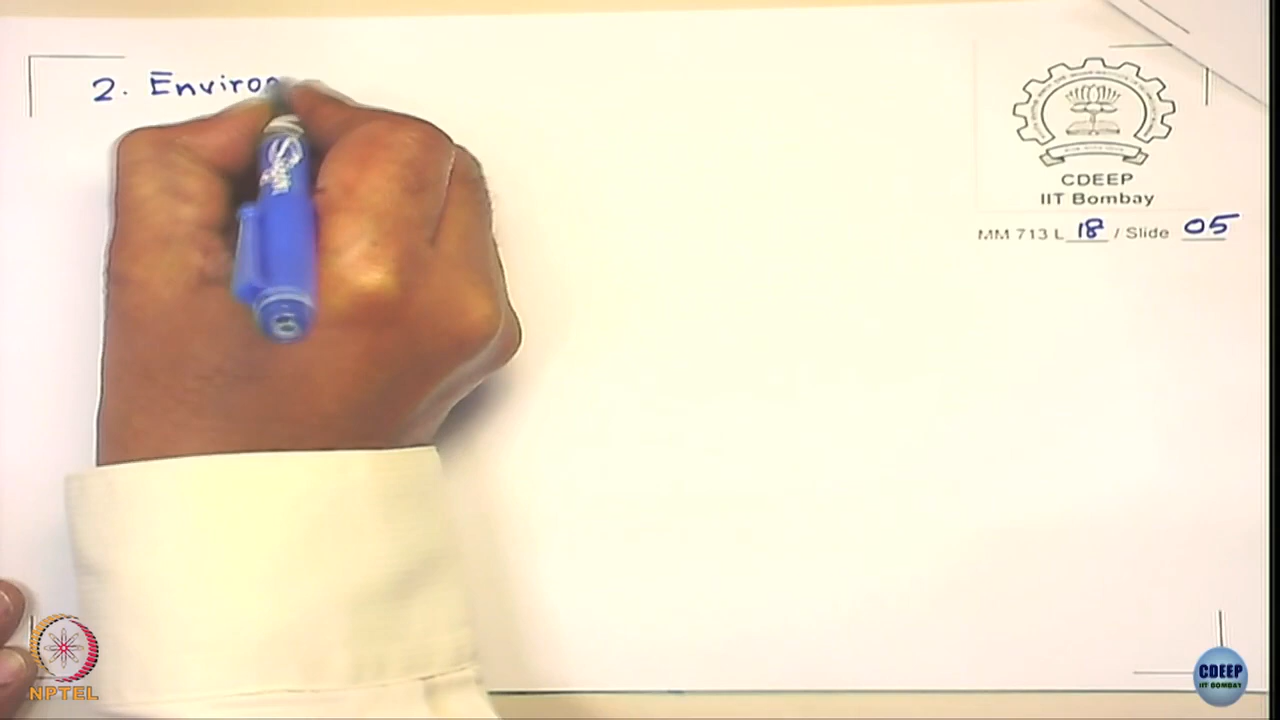 2. Enviro
CDEEP
IIT Bombay
MM 713 L 18 / Slide 05
NPTEL
CDEEP
IIT BOMBAY